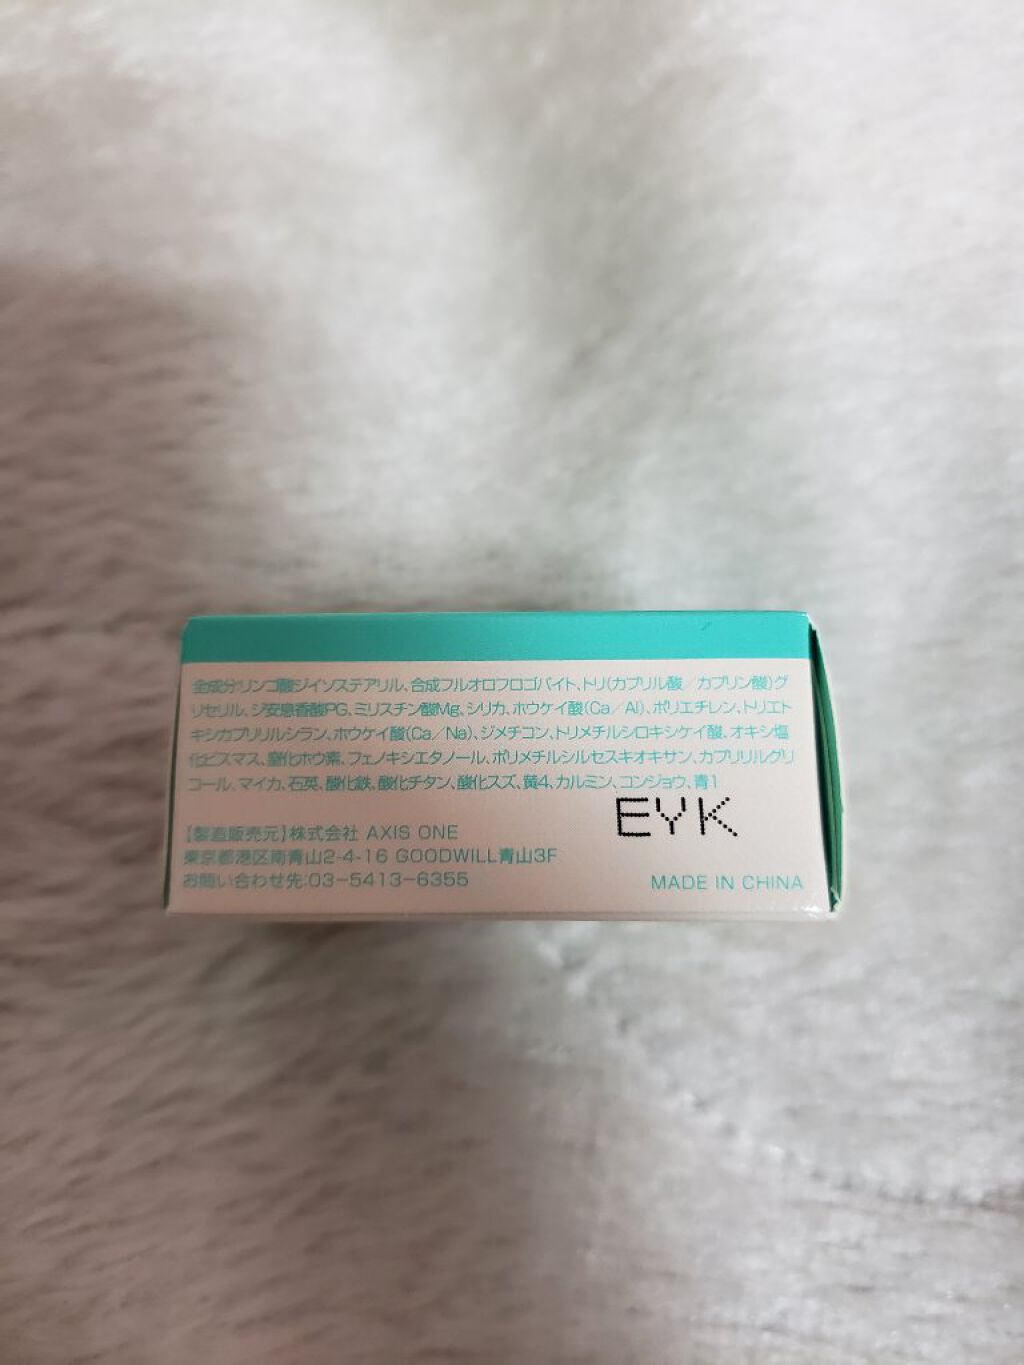 全成分:リンゴ酸ジイソステアリル、合成フルオロフロゴパイト、トリ(カプリル酸／カプリン酸)グ
リセリル、ジ安息香酸PG、ミリスチン酸Mg、シリカ、ホウケイ酸(Ca／Al)、ポリエチレン、トリエト
キシカプリリルシラン、ホウケイ酸(Ca／Na)、ジメチコン、トリメチルシロキシケイ酸、オキシ塩
化ビスマス、窒化ホウ素、フェノキシエタノール、ポリメチルシルセスキオキサン、カプリリルグリ
コール、マイカ、石英、酸化鉄、酸化チタン、酸化スズ、黄4、カルミン、コンジョウ、青1
EYK
【製造販売元】株式会社 AXIS ONE
東京都港区南青山2-4-16 GOODWILL青山3F
お問い合わせ先:03-5413-6355
MADE IN CHINA